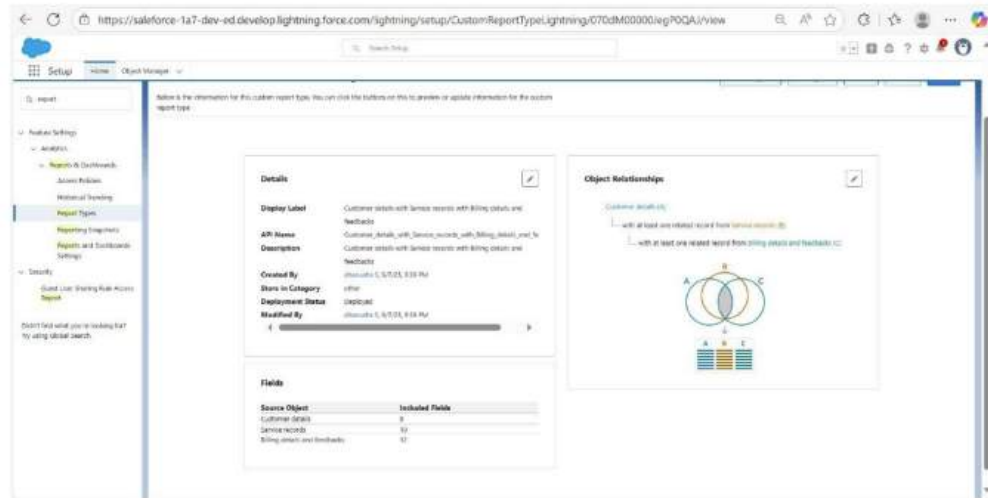 https://saleforce-1a7-dev-ed.develop.lightning.force.com/lightning/setup/CustomReportTypeLightning/070dM00000/view
Search Setup
Setup
Home
Object Manager
report
Below is the information for this custom report type. You can click the buttons on this to preview or update information for the custom
report type
Feature Settings
Analytics
Reports & Dashboards
Access Policies
Historical Trending
Report Types
Reporting Snapshots
Reports and Dashboards
Settings
Security
Guest User Sharing Rule Access
Report
Didn't find what you're looking for?
Try using Global Search.
Details
Display Label Customer details with Service records with Billing details and
feedbacks
API Name Customer_details_with_Service_records_with_Billing_details_and_fe
Description Customer details with Service records with Billing details and
feedbacks
Created By
Store in Category other
Deployment Status Deployed
Modified By
Object Relationships
Customer details (A)
with at least one related record from Service records (B)
with at least one related record from Billing details and feedbacks (C)
B
A C
A B C
Fields
Source Object Included Fields
Customer details
Service records 10
Billing details and feedbacks